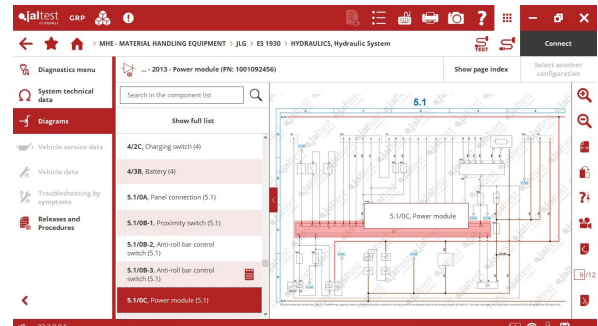 jaltest GRP
MHE - MATERIAL HANDLING EQUIPMENT > JLG > ES 1930 > HYDRAULICS, Hydraulic System
TEST
Connect
Diagnostics menu
... - 2013 - Power module (PN: 1001092456)
Show page index
Select another configuration
System technical data
Search in the component list
Show full list
Diagrams
Vehicle service data
Vehicle data
Troubleshooting by symptoms
Releases and Procedures
4/2C, Charging switch (4)
4/3B, Battery (4)
5.1/0A, Panel connection (5.1)
5.1/0B-1, Proximity switch (5.1)
5.1/0B-2, Anti-roll bar control switch (5.1)
5.1/0B-3, Anti-roll bar control switch (5.1)
5.1/0C, Power module (5.1)
5.1
5.1/0C, Power module
9 /12